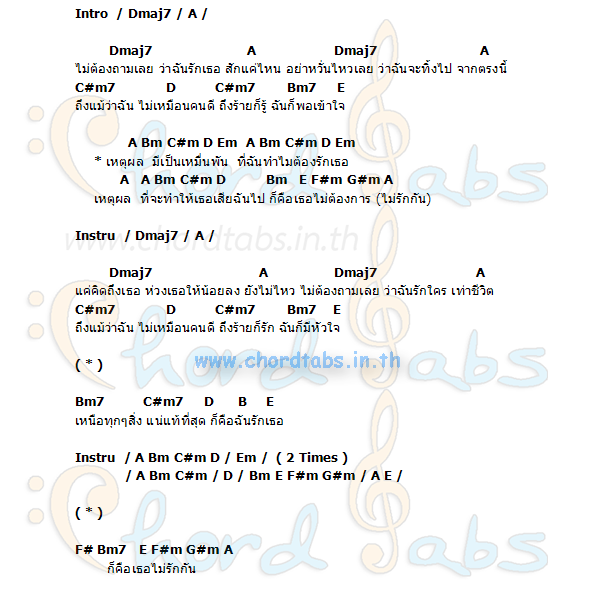 Intro / Dmaj7 / A /
Dmaj7 A Dmaj7 A
ไม่ต้องถามเลย ว่าฉันรักเธอ สักแค่ไหน อย่าหวั่นไหวเลย ว่าฉันจะทิ้งไป จากตรงนี้
C#m7 D C#m7 Bm7 E
ถึงแม้ว่าฉัน ไม่เหมือนคนดี ถึงร้ายก็รู้ ฉันก็พอเข้าใจ
A Bm C#m D Em A Bm C#m D Em
* เหตุผล มีเป็นเหมื่นพัน ที่ฉันทำไมต้องรักเธอ
A A Bm C#m D Bm E F#m G#m A
เหตุผล ที่จะทำให้เธอเสียฉันไป ก็คือเธอไม่ต้องการ (ไม่รักกัน)
www.chordtabs.in.th
Instru / Dmaj7 / A /
Dmaj7 A Dmaj7 A
แค่คิดถึงเธอ ห่วงเธอให้น้อยลง ยังไม่ไหว ไม่ต้องถามเลย ว่าฉันรักใคร เท่าชีวิต
C#m7 D C#m7 Bm7 E
ถึงแม้ว่าฉัน ไม่เหมือนคนดี ถึงร้ายก็รัก ฉันก็มีหัวใจ
( * )
www.chordtabs.in.th
Bm7 C#m7 D B E
เหนือทุกๆสิ่ง แน่แท้ที่สุด ก็คือฉันรักเธอ
Instru / A Bm C#m D / Em / ( 2 Times )
/ A Bm C#m / D / Bm E F#m G#m / A E /
( * )
F# Bm7 E F#m G#m A
ก็คือเธอไม่รักกัน
Chord Tabs